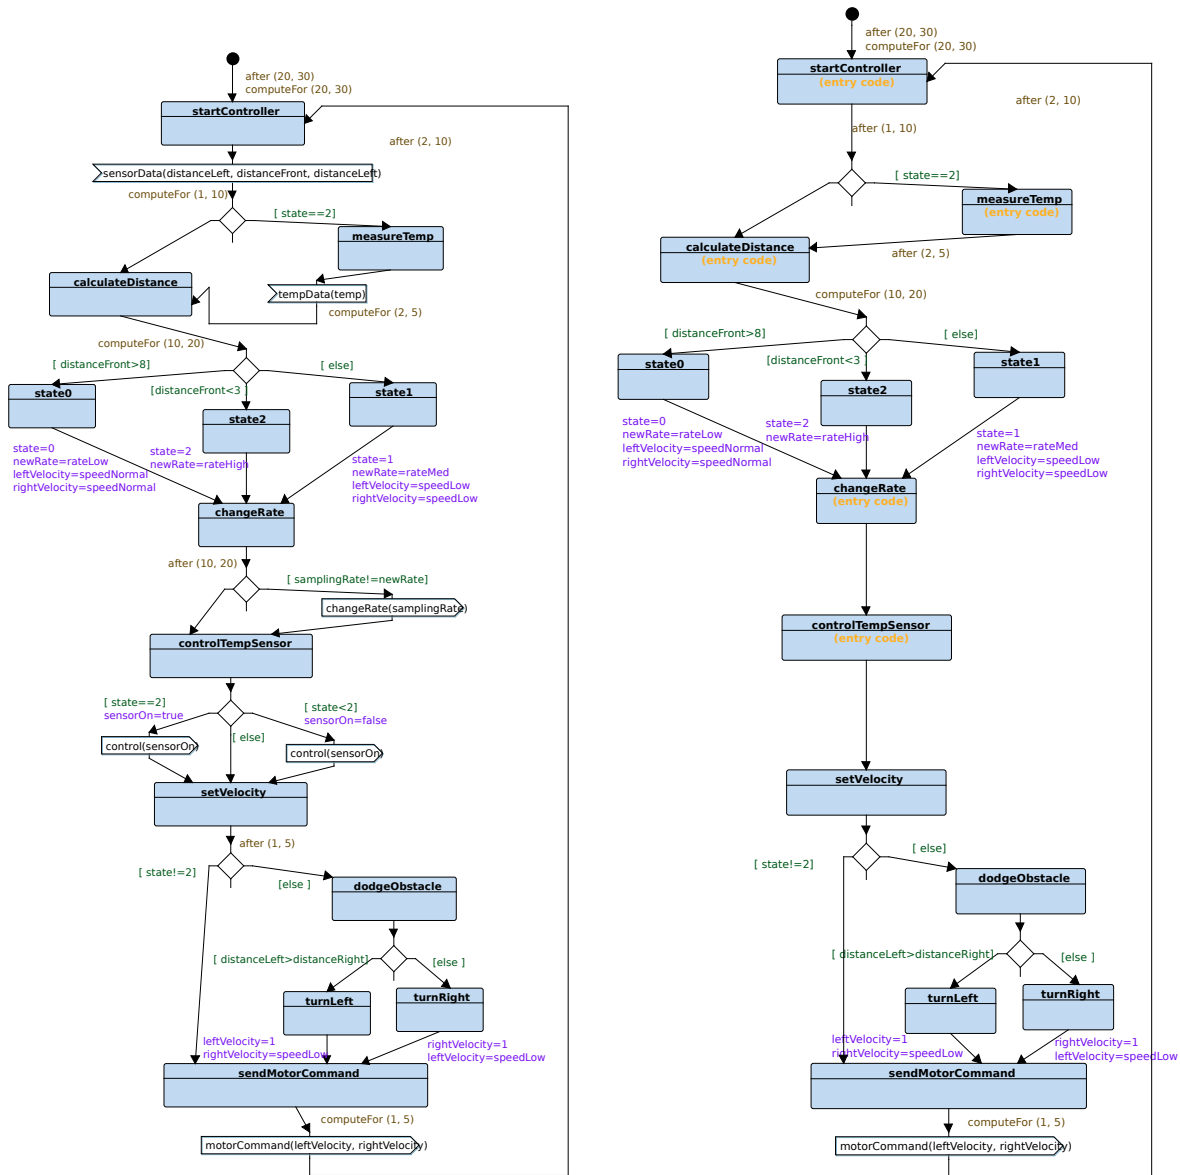 after (20, 30)
computeFor (20, 30)
startController
after (2, 10)
sensorData(distanceLeft, distanceFront, distanceLeft)
computeFor (1, 10)
[ state==2]
measureTemp
calculateDistance
tempData(temp)
computeFor (2, 5)
computeFor (10, 20)
[ distanceFront>8]
[ else]
[distanceFront<3 ]
state0
state1
state2
state=0
newRate=rateLow
leftVelocity=speedNormal
rightVelocity=speedNormal
state=2
newRate=rateHigh
state=1
newRate=rateMed
leftVelocity=speedLow
rightVelocity=speedLow
changeRate
after (10, 20)
[ samplingRate!=newRate]
changeRate(samplingRate)
controlTempSensor
[ state==2]
sensorOn=true
[ state<2]
sensorOn=false
[ else]
control(sensorOn)
control(sensorOn)
setVelocity
after (1, 5)
[ state!=2]
[else ]
dodgeObstacle
[ distanceLeft>distanceRight]
[else ]
turnLeft
turnRight
leftVelocity=1
rightVelocity=speedLow
rightVelocity=1
leftVelocity=speedLow
sendMotorCommand
computeFor (1, 5)
motorCommand(leftVelocity, rightVelocity)
after (20, 30)
computeFor (20, 30)
startController
(entry code)
after (2, 10)
after (1, 10)
[ state==2]
measureTemp
(entry code)
calculateDistance
(entry code)
after (2, 5)
computeFor (10, 20)
[ distanceFront>8]
[ else]
[distanceFront<3 ]
state0
state1
state2
state=0
newRate=rateLow
leftVelocity=speedNormal
rightVelocity=speedNormal
state=2
newRate=rateHigh
state=1
newRate=rateMed
leftVelocity=speedLow
rightVelocity=speedLow
changeRate
(entry code)
controlTempSensor
(entry code)
setVelocity
[ state!=2]
[ else]
dodgeObstacle
[ distanceLeft>distanceRight]
[else ]
turnLeft
turnRight
leftVelocity=1
rightVelocity=speedLow
rightVelocity=1
leftVelocity=speedLow
sendMotorCommand
computeFor (1, 5)
motorCommand(leftVelocity, rightVelocity)